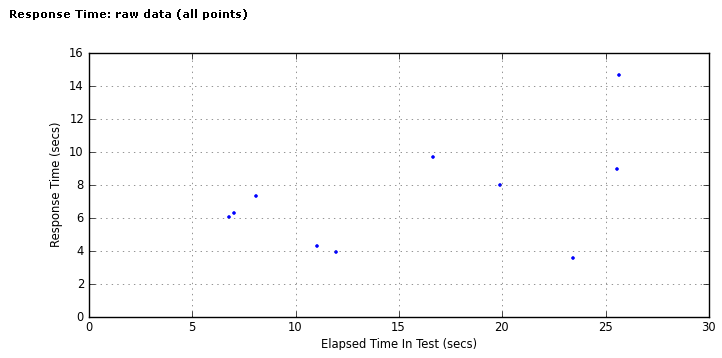 Response Time: raw data (all points)
16
14
12
10
8
6
4
2
0
Response Time (secs)
0 5 10 15 20 25 30
Elapsed Time In Test (secs)